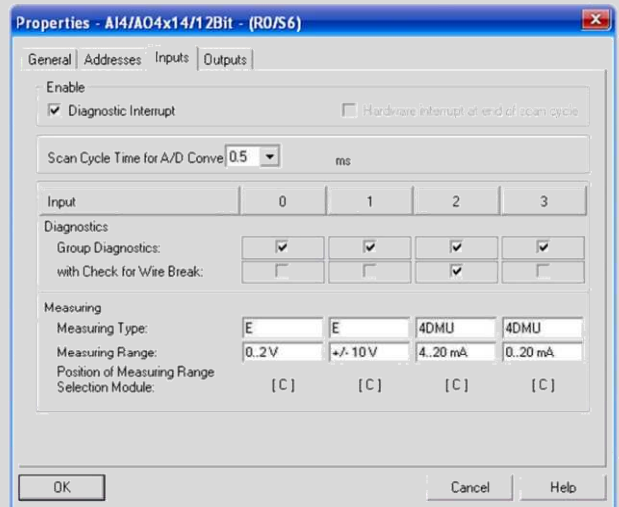 Properties - AI4/AO4x14/12Bit - (R0/S6)
General Addresses Inputs Outputs
Enable
Diagnostic Interrupt Hardware interrupt at end of scan cycle
Scan Cycle Time for A/D Conve 0.5 ms
Input 0 1 2 3
Diagnostics
Group Diagnostics:
with Check for Wire Break:
Measuring
Measuring Type: E E 4DMU 4DMU
Measuring Range: 0..2 V +/- 10 V 4..20 mA 0..20 mA
Position of Measuring Range
Selection Module: [ C ] [ C ] [ C ] [ C ]
OK Cancel Help